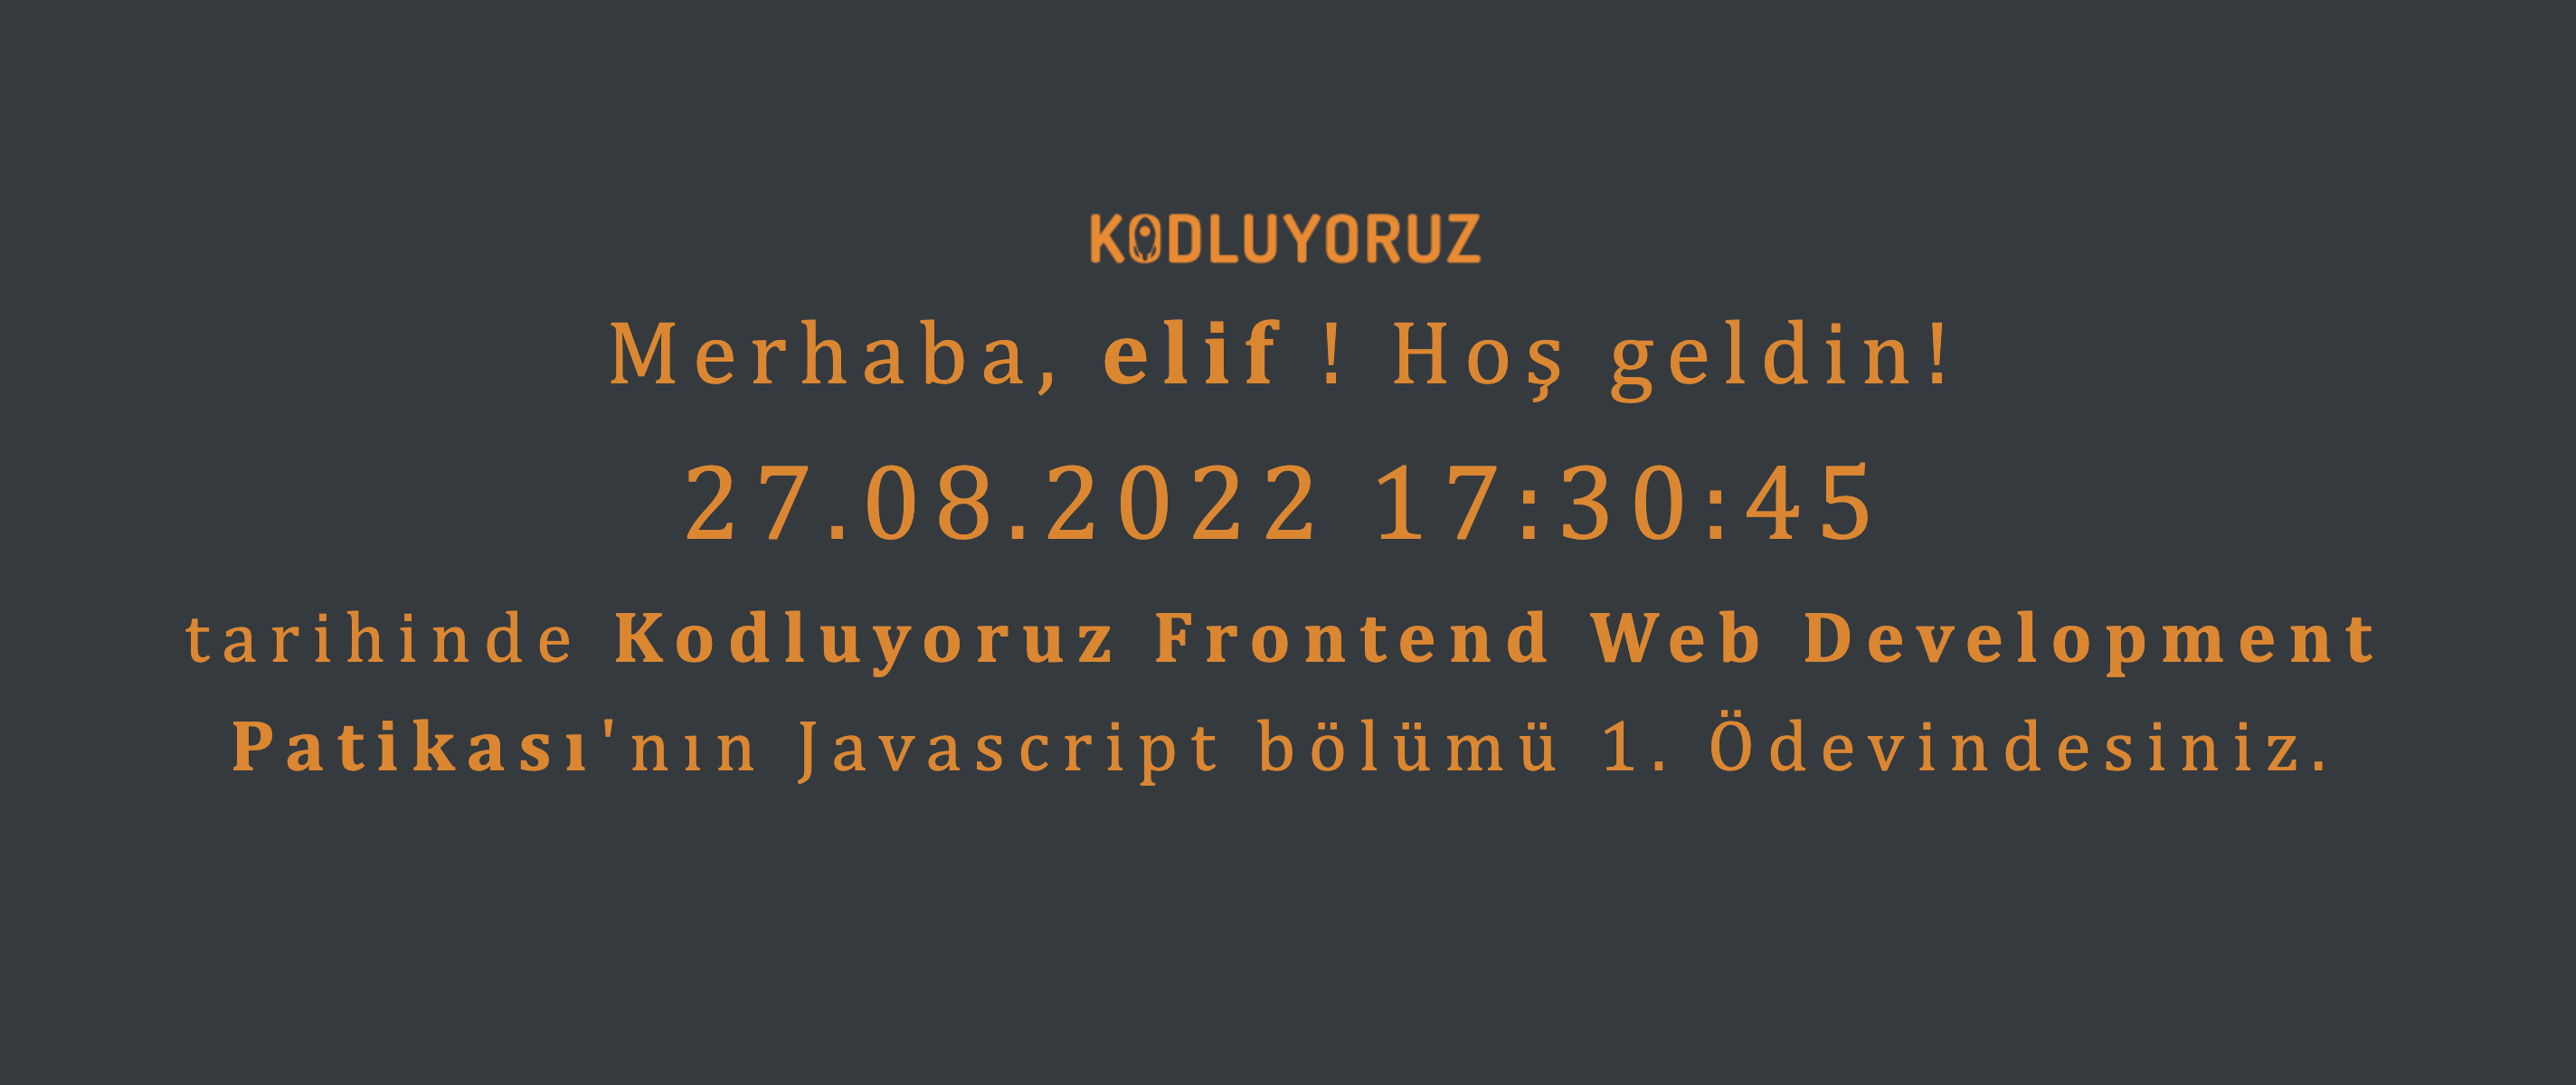 KODLUYORUZ
Merhaba, elif ! Hoş geldin!
27.08.2022 17:30:45
tarihinde Kodluyoruz Frontend Web Development
Patikası'nın Javascript bölümü 1. Ödevindesiniz.